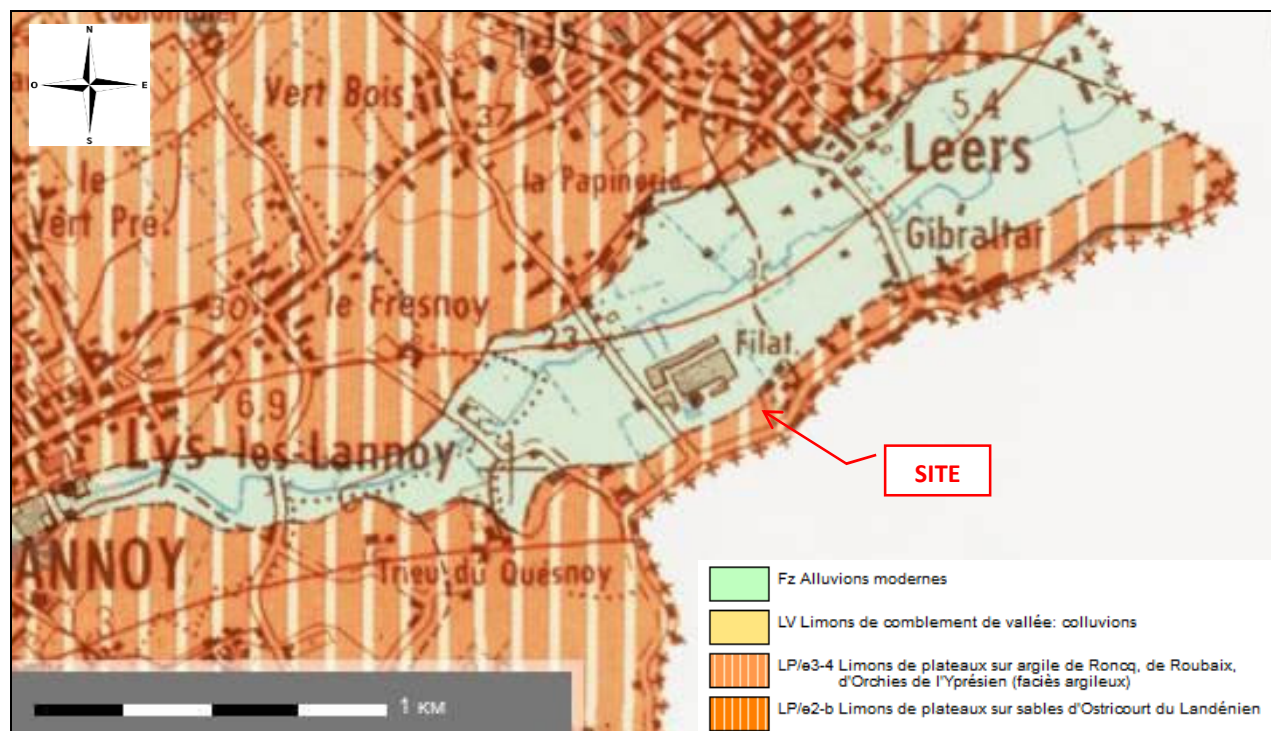 N
O
E
S
115
Vert Bois
37
5,4
le
Vert Pré.
la Papinerie
Leers
Gibraltar
30
le Fresnoy
23
Filat.
6,9
Lys-les-Lannoy
SITE
ANNOY
Trieu du Quesnoy
1 KM
Fz Alluvions modernes
LV Limons de comblement de vallée: colluvions
LP/e3-4 Limons de plateaux sur argile de Roncq, de Roubaix,
d'Orchies de l'Yprésien (faciès argileux)
LP/e2-b Limons de plateaux sur sables d'Ostricourt du Landénien